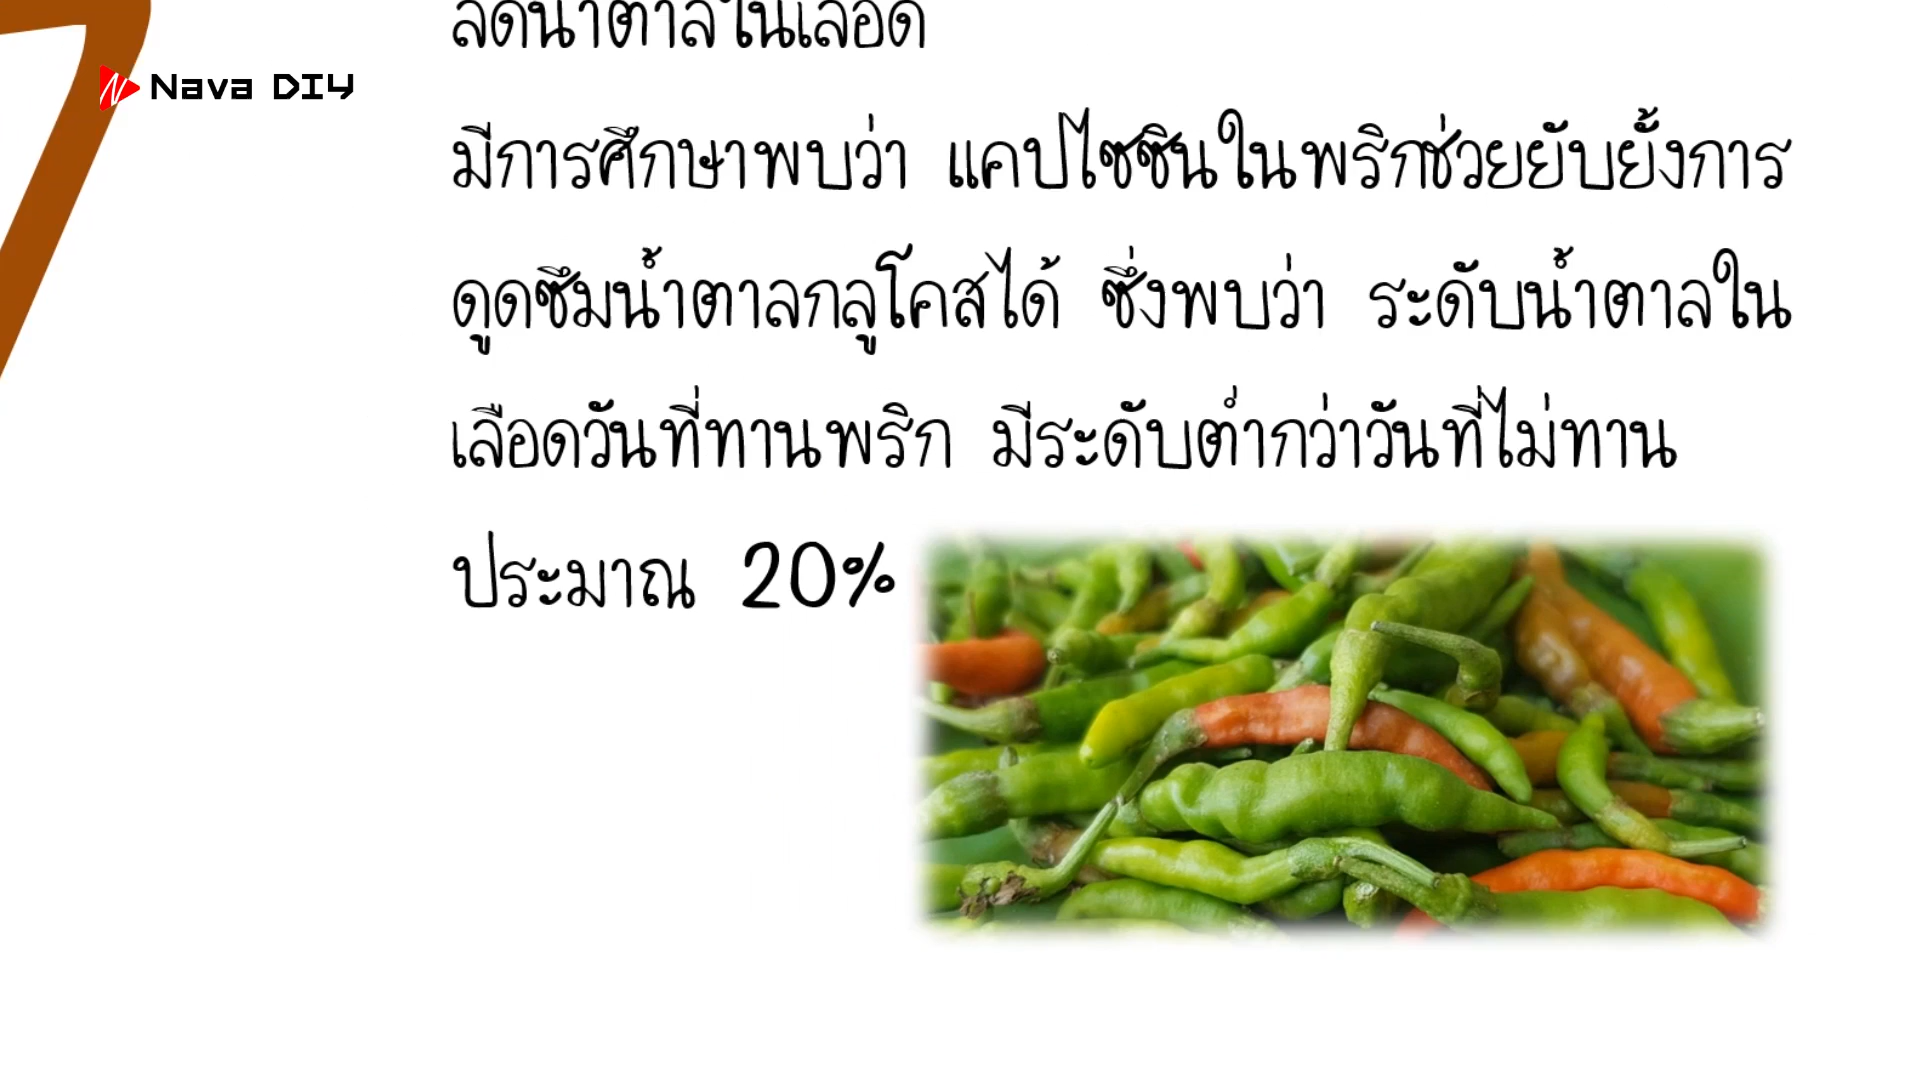 ลดน้ำตาลในเลือด
Nava DIY
มีการศึกษาพบว่า แคปไซซินในพริกช่วยยับยั้งการ
ดูดซึมน้ำตาลกลูโคสได้ ซึ่งพบว่า ระดับน้ำตาลใน
เลือดวันที่ทานพริก มีระดับต่ำกว่าวันที่ไม่ทาน
ประมาณ 20%